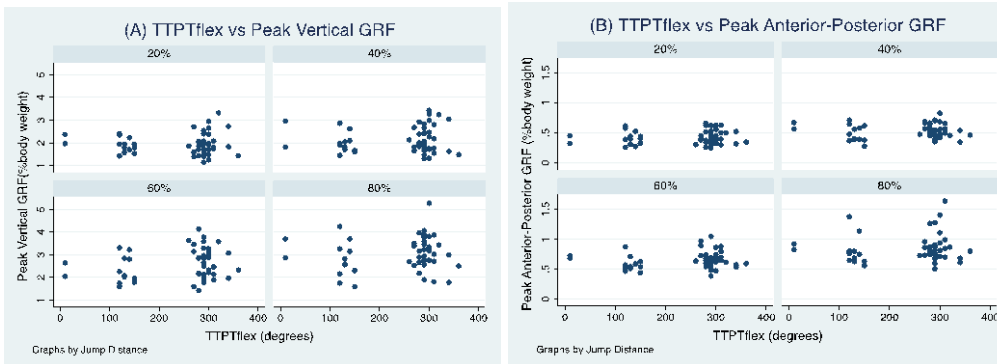 (A) TTPTflex vs Peak Vertical GRF
20%
40%
60%
80%
Peak Vertical GRF(%body weight)
1 2 3 4 5 6
1 2 3 4 5
0 100 200 300 400
0 100 200 300 400
TTPTflex (degrees)
Graphs by Jump Distance
(B) TTPTflex vs Peak Anterior-Posterior GRF
20%
40%
60%
80%
Peak Anterior-Posterior GRF (%body weight)
0 .5 1 1.5
0 .5 1 1.5
0 100 200 300 400
0 100 200 300 400
TTPTflex (degrees)
Graphs by Jump Distance